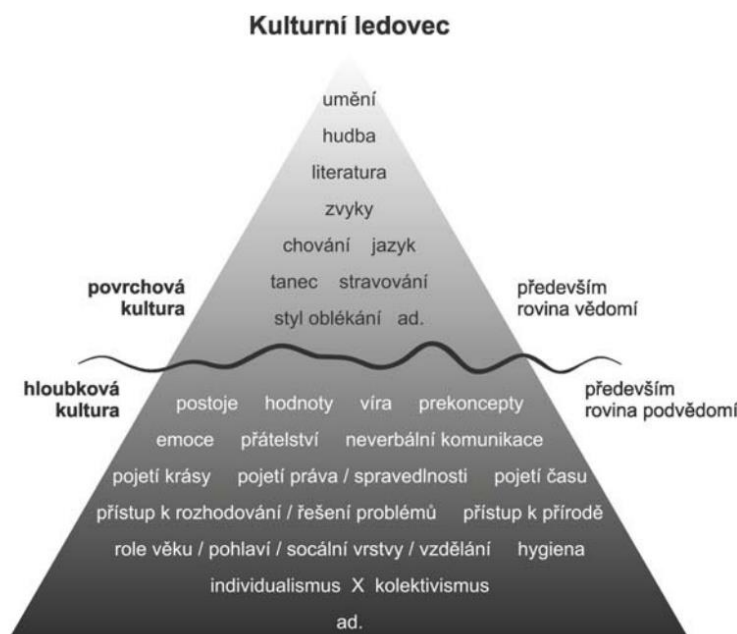 Kulturní ledovec
umění
hudba
literatura
zvyky
chování jazyk
tanec stravování
styl oblékání ad.
povrchová
kultura
především
rovina vědomí
hloubková
kultura
především
rovina podvědomí
postoje hodnoty víra prekoncepty
emoce přátelství neverbální komunikace
pojetí krásy pojetí práva / spravedlnosti pojetí času
přístup k rozhodování / řešení problémů přístup k přírodě
role věku / pohlaví / socální vrstvy / vzdělání hygiena
individualismus X kolektivismus
ad.